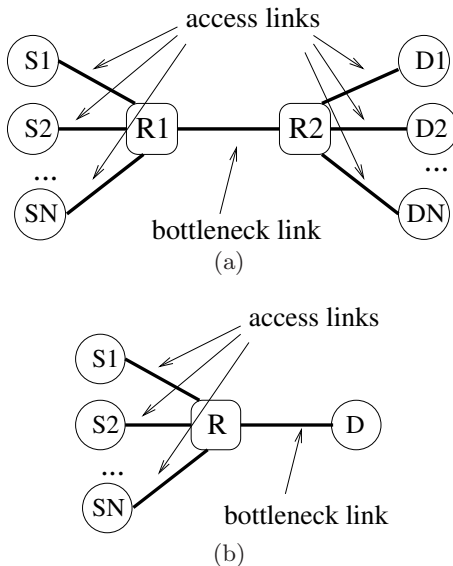 access links
S1
D1
S2
R1
R2
D2
...
...
SN
DN
bottleneck link
(a)
access links
S1
S2
R
D
...
SN
bottleneck link
(b)